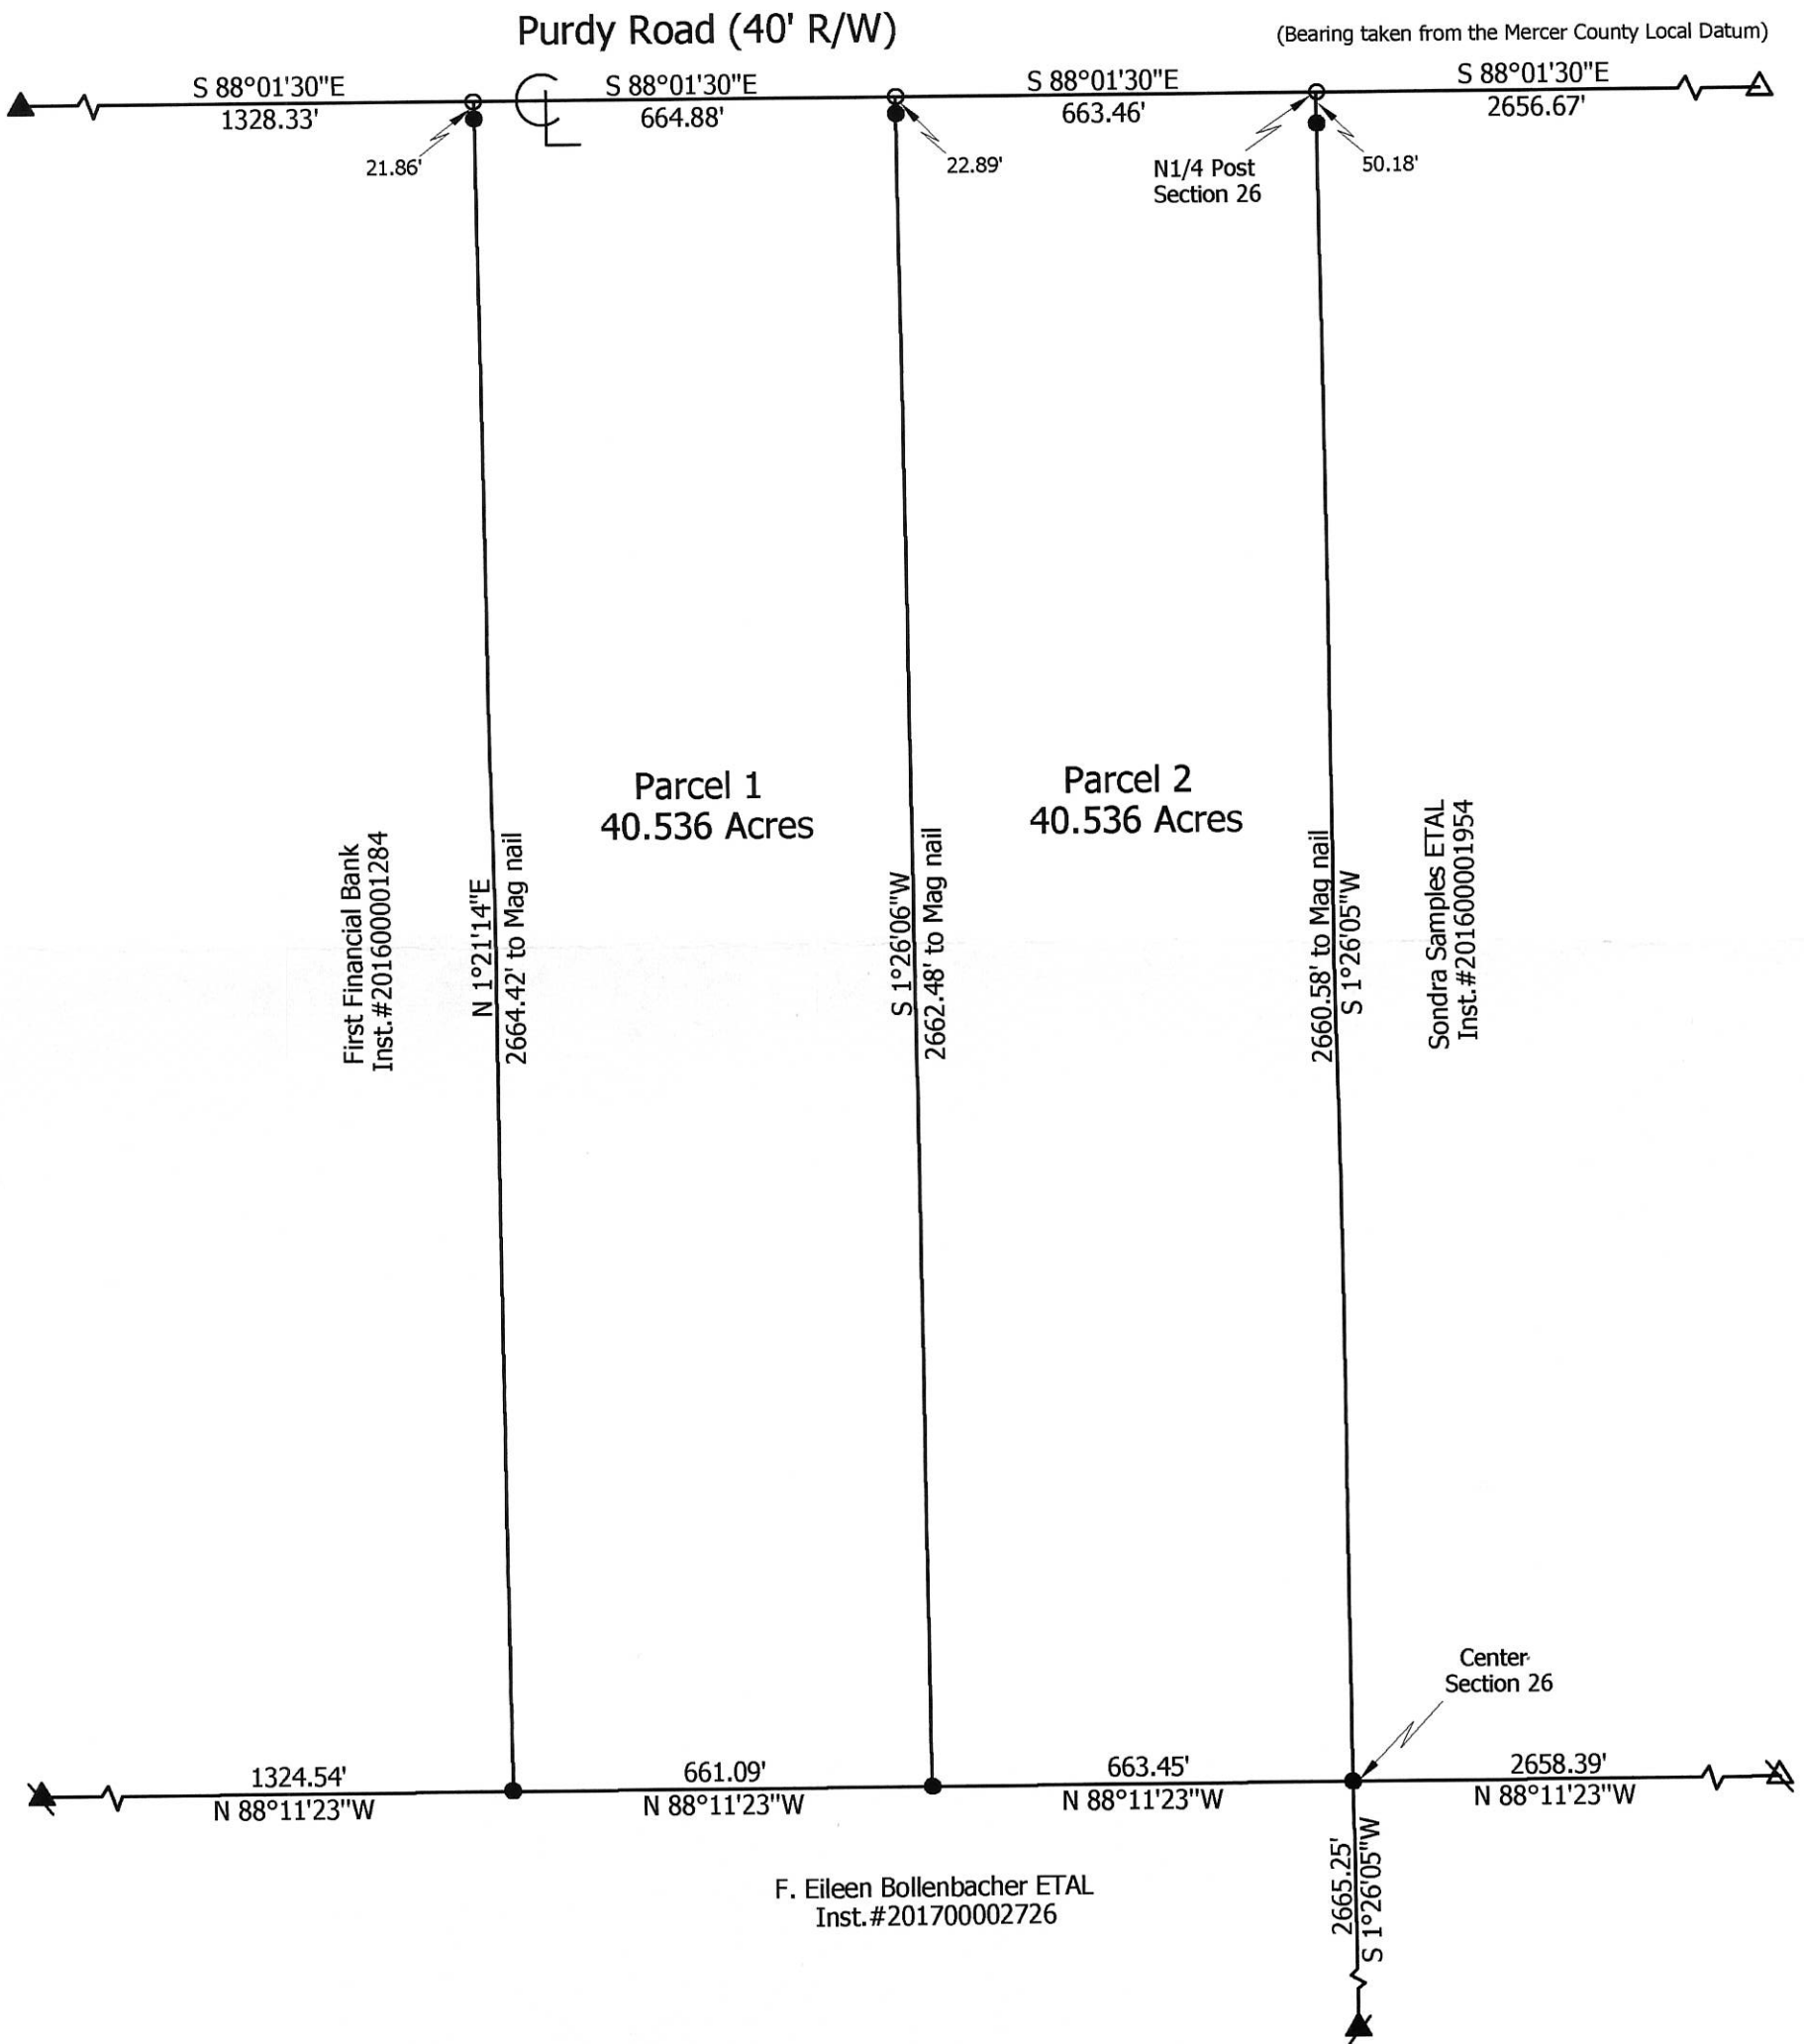 Purdy Road (40' R/W)
(Bearing taken from the Mercer County Local Datum)
S 88°01'30"E
1328.33'
S 88°01'30"E
664.88'
S 88°01'30"E
663.46'
S 88°01'30"E
2656.67'
CL
21.86'
22.89'
N1/4 Post
Section 26
50.18'
Parcel 1
40.536 Acres
Parcel 2
40.536 Acres
First Financial Bank
Inst.#201600001284
N 1°21'14"E
2664.42' to Mag nail
S 1°26'06"W
2662.48' to Mag nail
2660.58' to Mag nail
S 1°26'05"W
Sondra Samples ETAL
Inst.#201600001954
Center
Section 26
1324.54'
N 88°11'23"W
661.09'
N 88°11'23"W
663.45'
N 88°11'23"W
2658.39'
N 88°11'23"W
2665.25'
S 1°26'05"W
F. Eileen Bollenbacher ETAL
Inst.#201700002726